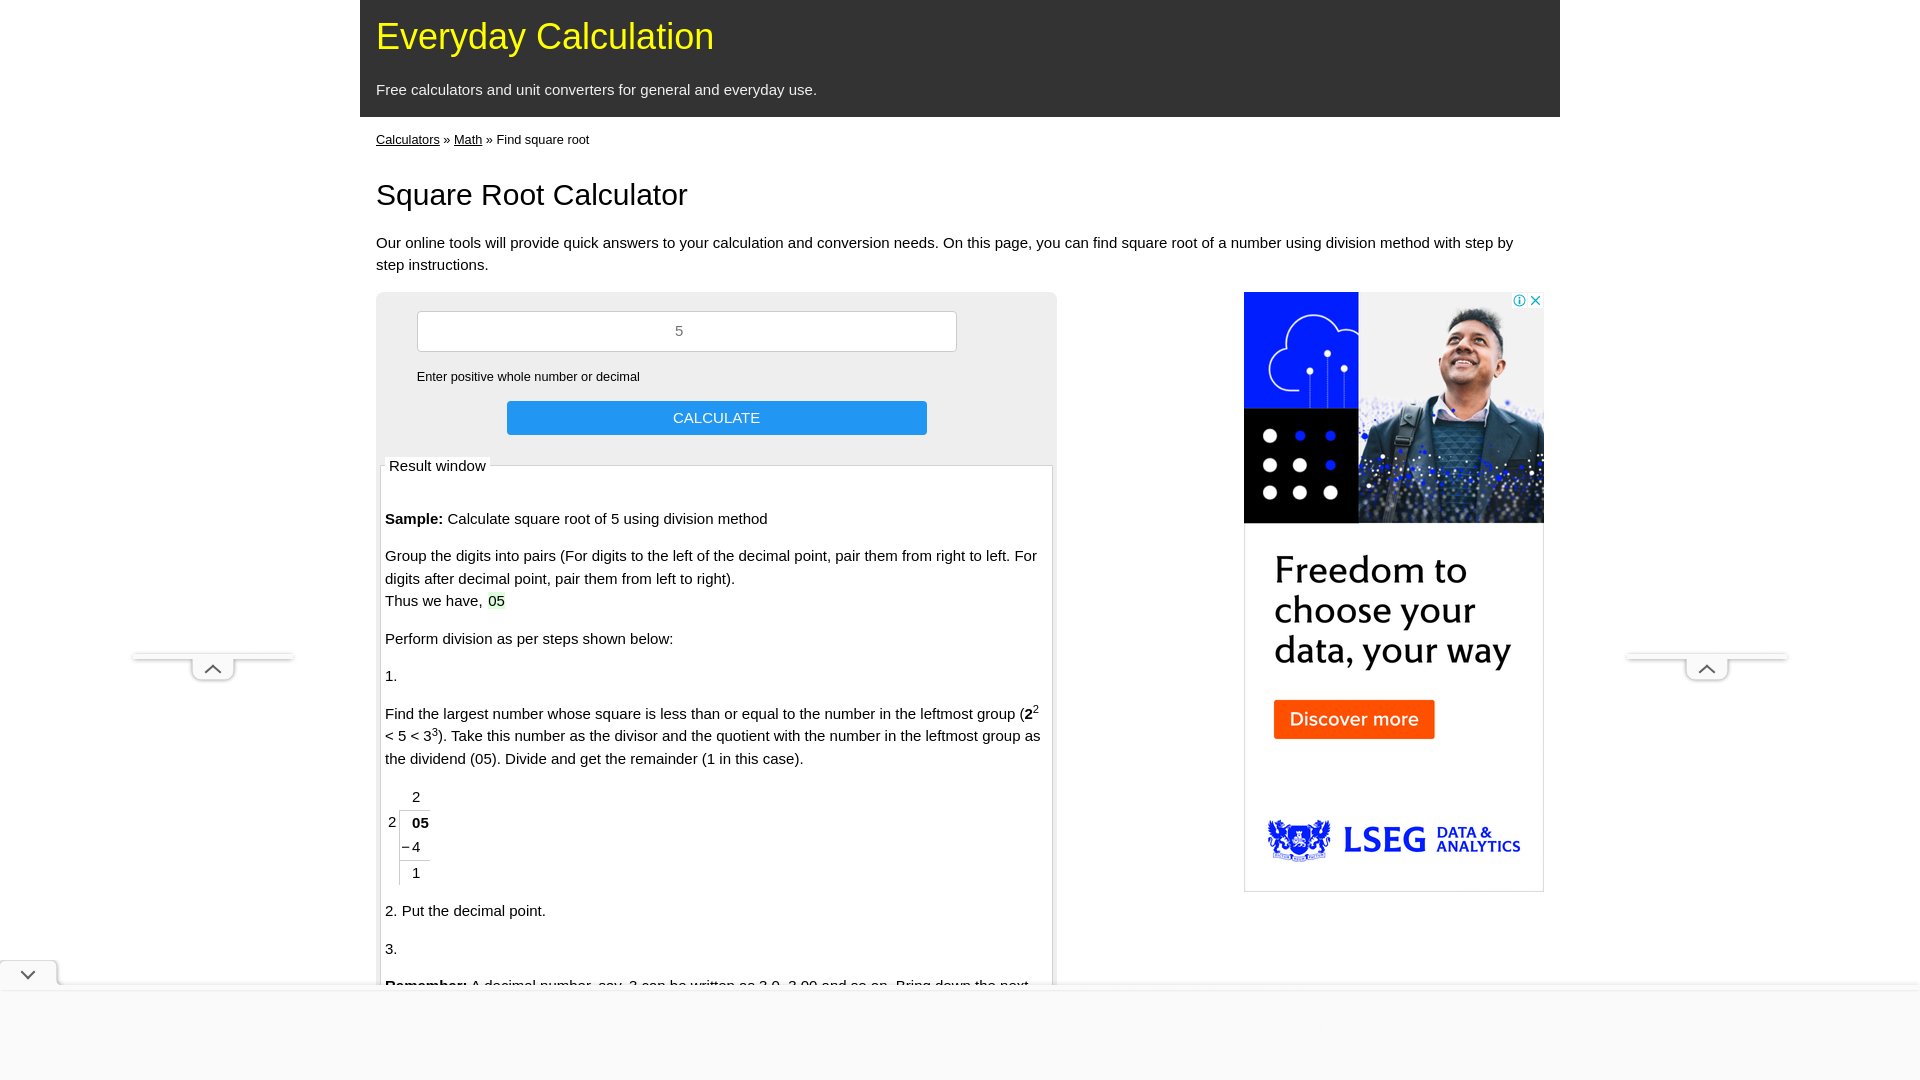 Everyday Calculation
Free calculators and unit converters for general and everyday use.
Calculators » Math » Find square root
Square Root Calculator
Our online tools will provide quick answers to your calculation and conversion needs. On this page, you can find square root of a number using division method with step by
step instructions.
5
Enter positive whole number or decimal
CALCULATE
Result window
Sample: Calculate square root of 5 using division method
Group the digits into pairs (For digits to the left of the decimal point, pair them from right to left. For
digits after decimal point, pair them from left to right).
Thus we have, 05
Perform division as per steps shown below:
1.
Find the largest number whose square is less than or equal to the number in the leftmost group (2²
< 5 < 3³). Take this number as the divisor and the quotient with the number in the leftmost group as
the dividend (05). Divide and get the remainder (1 in this case).
2
2 05
−4
1
2. Put the decimal point.
3.
Remember: A decimal number, say, 3 can be written as 3.0, 3.00 and so on. Bring down the next
Freedom to
choose your
data, your way
Discover more
LSEG DATA &
ANALYTICS